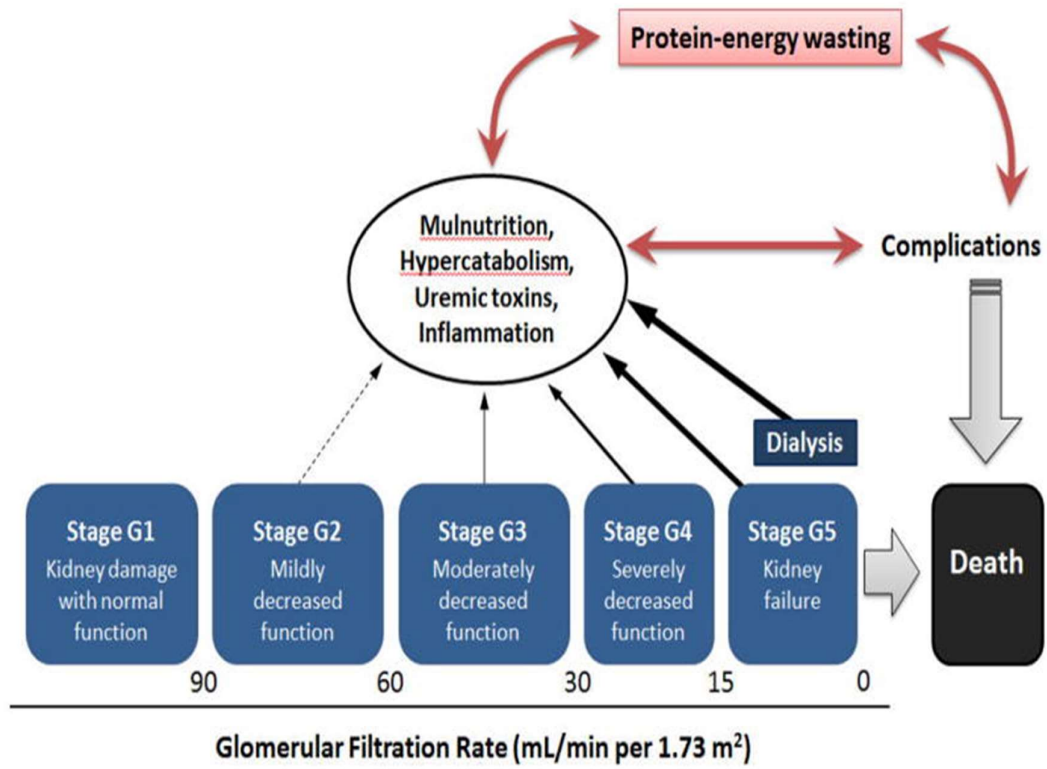 Protein-energy wasting
Mulnutrition,
Hypercatabolism,
Uremic toxins,
Inflammation
Complications
Dialysis
Stage G1
Kidney damage
with normal
function
Stage G2
Mildly
decreased
function
Stage G3
Moderately
decreased
function
Stage G4
Severely
decreased
function
Stage G5
Kidney
failure
Death
90
60
30
15
0
Glomerular Filtration Rate (mL/min per 1.73 m²)